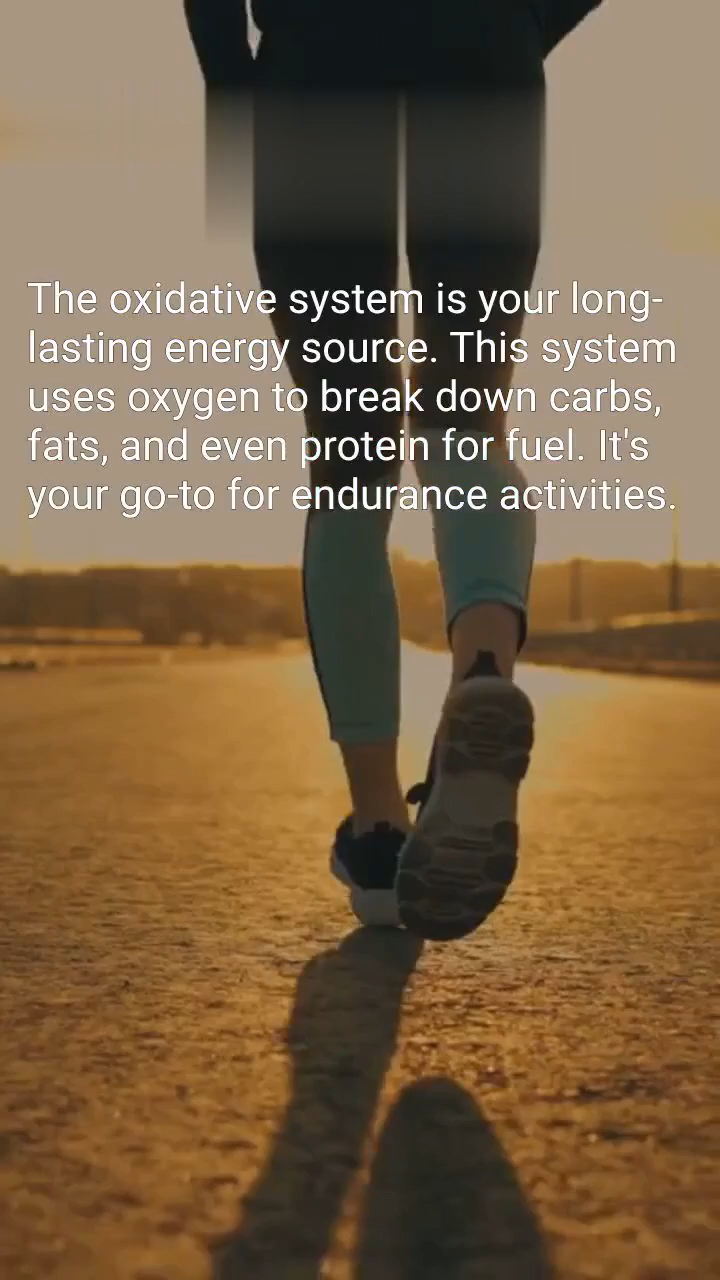 The oxidative system is your long-
lasting energy source. This system
uses oxygen to break down carbs,
fats, and even protein for fuel. It's
your go-to for endurance activities.